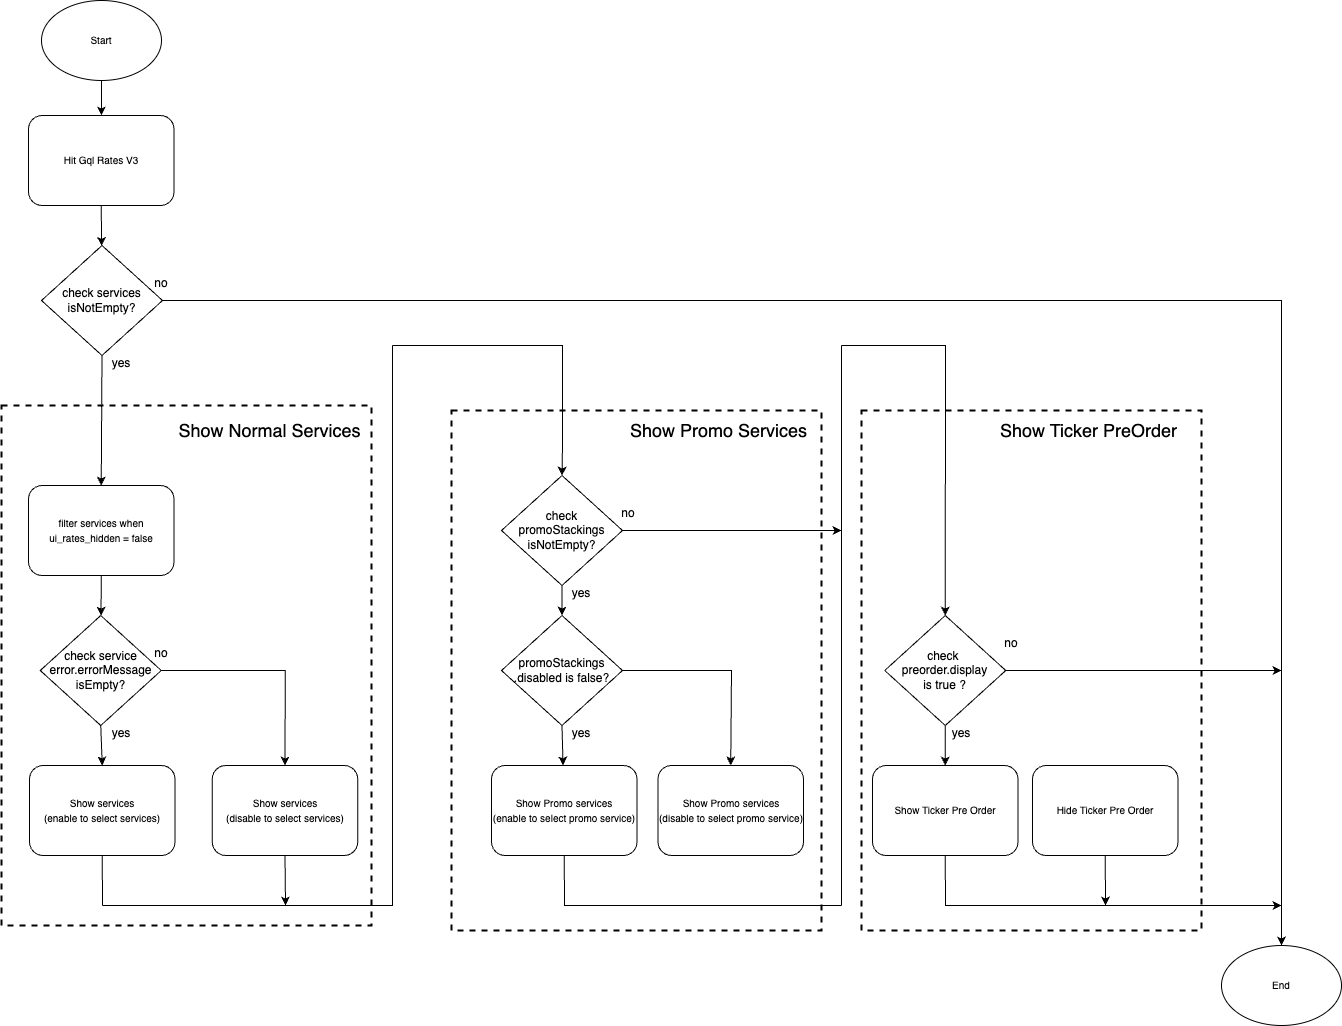 Start
Hit Gql Rates V3
check services
isNotEmpty?
no
yes
Show Normal Services
filter services when
ui_rates_hidden = false
check service
error.errorMessage
isEmpty?
no
yes
Show services
(enable to select services)
Show services
(disable to select services)
Show Promo Services
check
promoStackings
isNotEmpty?
no
yes
promoStackings
.disabled is false?
yes
Show Promo services
(enable to select promo service)
Show Promo services
(disable to select promo service)
Show Ticker PreOrder
check
preorder.display
is true ?
no
yes
Show Ticker Pre Order
Hide Ticker Pre Order
End